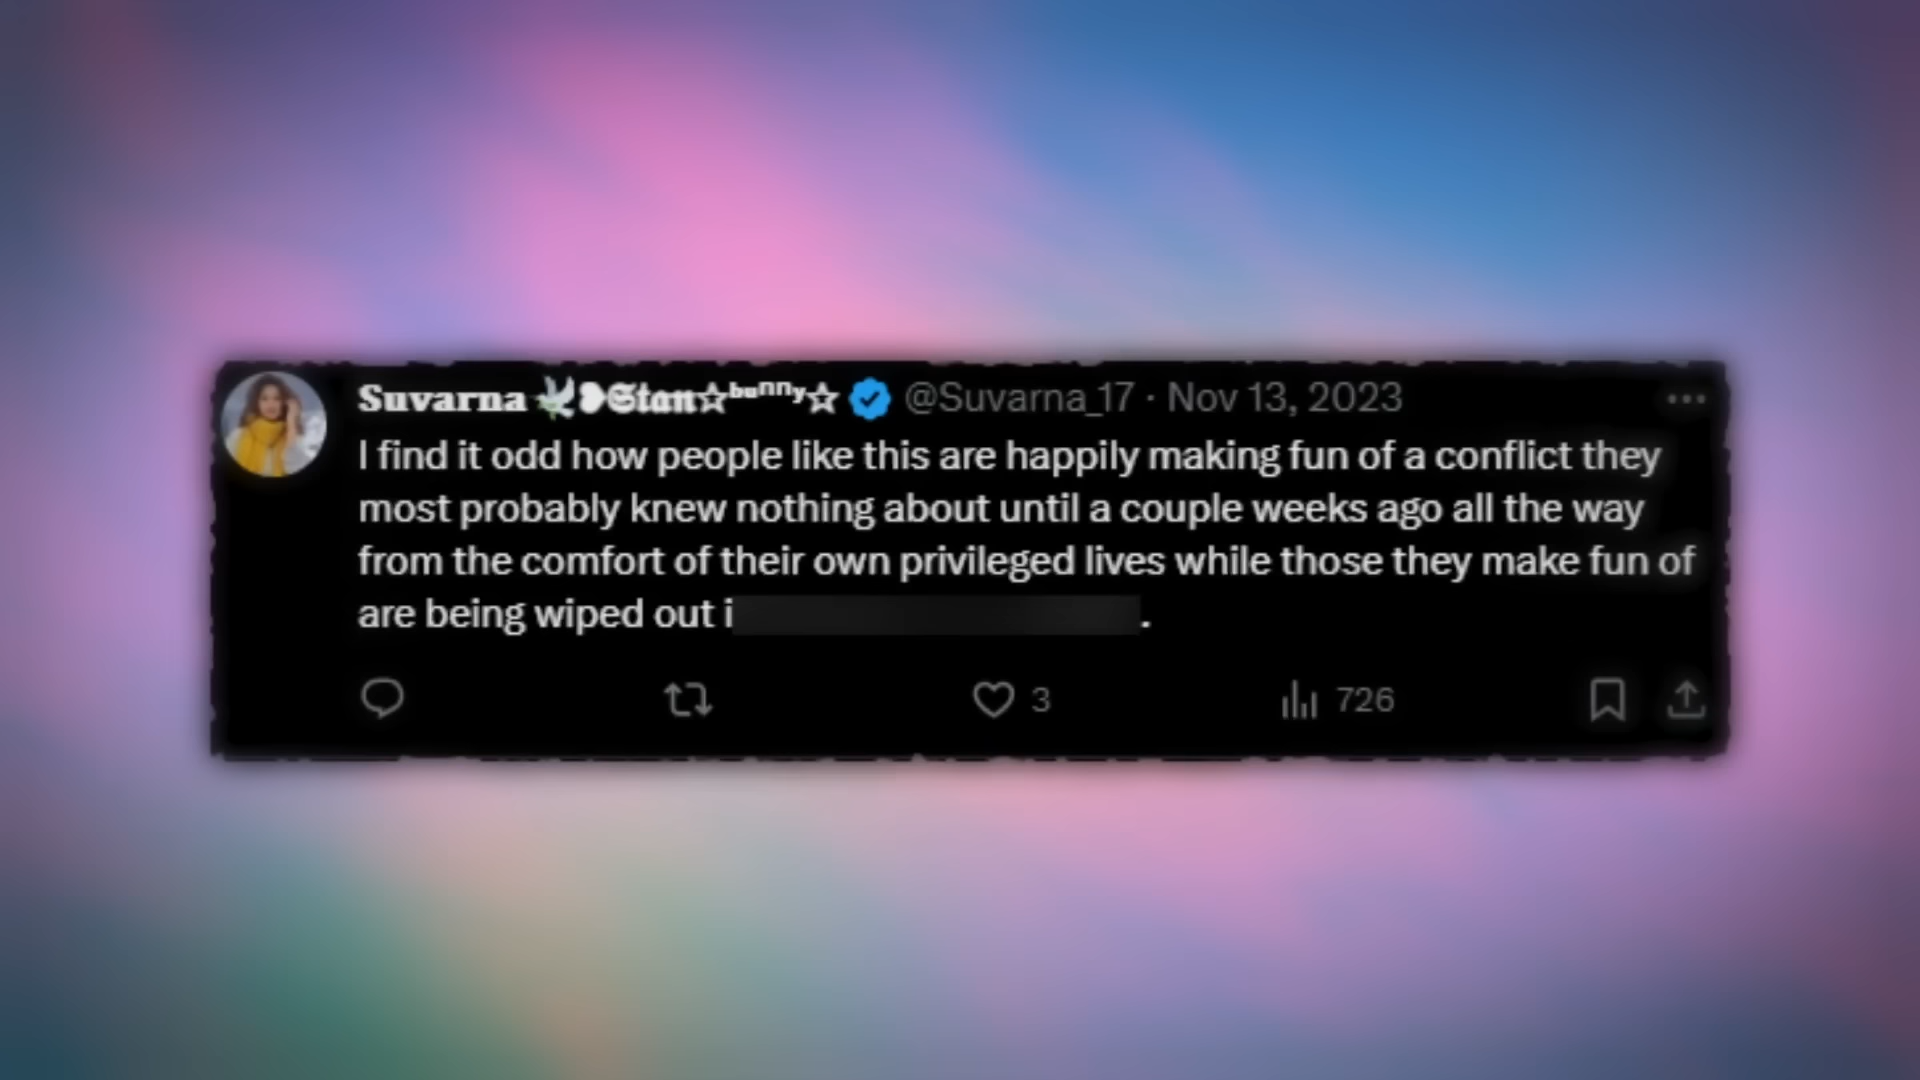 Suvarna 🕊️❥𝕾𝖙𝖆𝖓☆ᵇᵘⁿⁿʸ☆ @Suvarna_17 · Nov 13, 2023
I find it odd how people like this are happily making fun of a conflict they
most probably knew nothing about until a couple weeks ago all the way
from the comfort of their own privileged lives while those they make fun of
are being wiped out i .
3 726